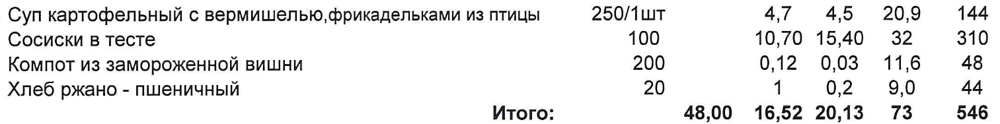 Суп картофельный с вермишелью,фрикадельками из птицы 250/1шт 4,7 4,5 20,9 144
Сосиски в тесте 100 10,70 15,40 32 310
Компот из замороженной вишни 200 0,12 0,03 11,6 48
Хлеб ржано - пшеничный 20 1 0,2 9,0 44
Итого: 48,00 16,52 20,13 73 546